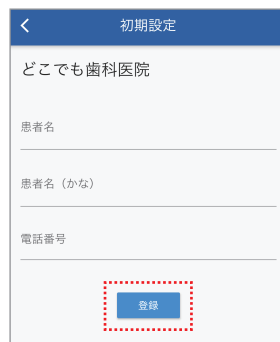 初期設定
どこでも歯科医院
患者名
患者名（かな）
電話番号
登録